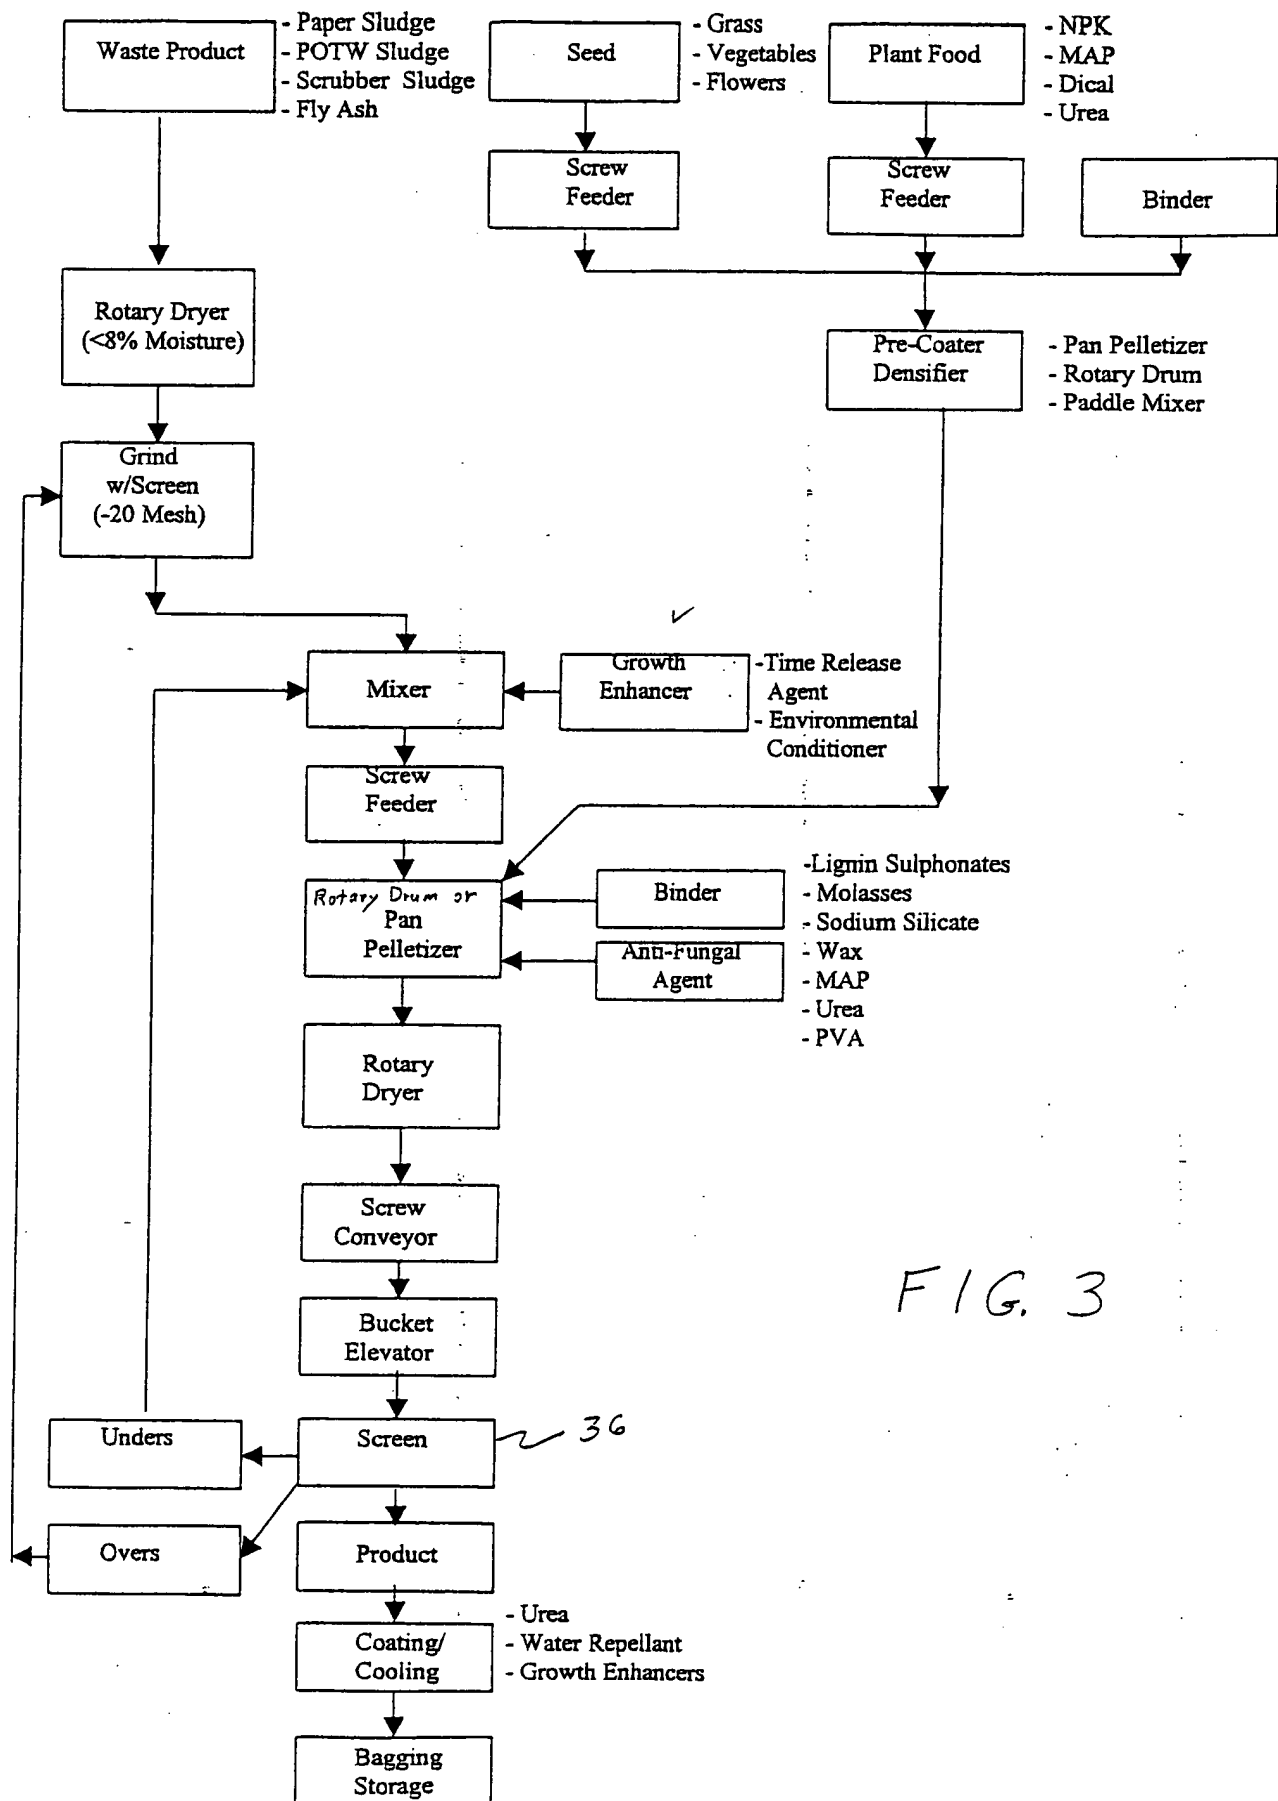 Waste Product
- Paper Sludge
- POTW Sludge
- Scrubber Sludge
- Fly Ash
Seed
- Grass
- Vegetables
- Flowers
Plant Food
- NPK
- MAP
- Dical
- Urea
Screw
Feeder
Screw
Feeder
Binder
Rotary Dryer
(<8% Moisture)
Pre-Coater
Densifier
- Pan Pelletizer
- Rotary Drum
- Paddle Mixer
Grind
w/Screen
(-20 Mesh)
Mixer
Growth
Enhancer
-Time Release
Agent
- Environmental
Conditioner
Screw
Feeder
Rotary Drum or
Pan
Pelletizer
Binder
Anti-Fungal
Agent
-Lignin Sulphonates
- Molasses
- Sodium Silicate
- Wax
- MAP
- Urea
- PVA
Rotary
Dryer
Screw
Conveyor
Bucket
Elevator
FIG. 3
Unders
Screen
36
Overs
Product
Coating/
Cooling
- Urea
- Water Repellant
- Growth Enhancers
Bagging
Storage